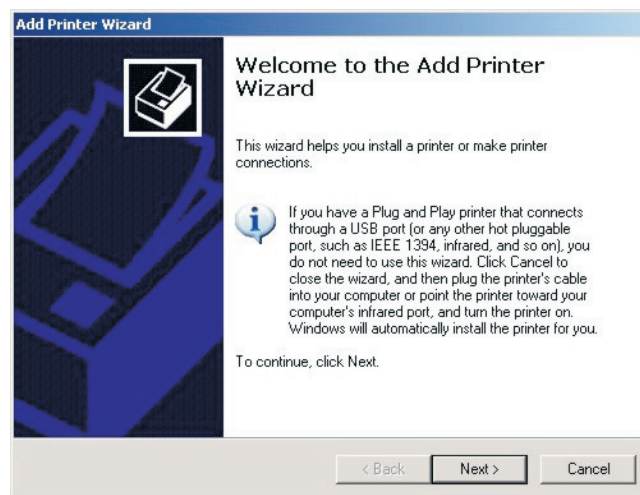 Add Printer Wizard
Welcome to the Add Printer
Wizard
This wizard helps you install a printer or make printer
connections.
If you have a Plug and Play printer that connects
through a USB port (or any other hot pluggable
port, such as IEEE 1394, infrared, and so on), you
do not need to use this wizard. Click Cancel to
close the wizard, and then plug the printer's cable
into your computer or point the printer toward your
computer's infrared port, and turn the printer on.
Windows will automatically install the printer for you.
To continue, click Next.
< Back Next > Cancel